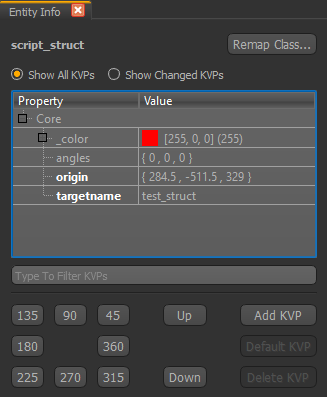 Entity Info
script_struct
Remap Class...
Show All KVPs Show Changed KVPs
Property Value
Core
_color [255, 0, 0] (255)
angles { 0 , 0 , 0 }
origin { 284.5 , -511.5 , 329 }
targetname test_struct
Type To Filter KVPs
135 90 45 Up Add KVP
180 360 Default KVP
225 270 315 Down Delete KVP